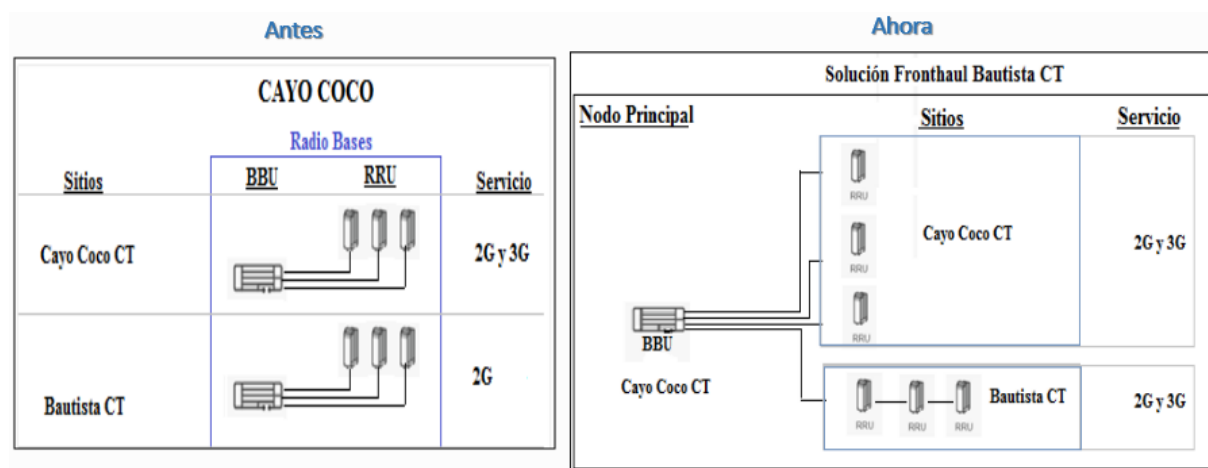 Antes
CAYO COCO
Radio Bases
Sitios BBU RRU Servicio
Cayo Coco CT 2G y 3G
Bautista CT 2G
Ahora
Solución Fronthaul Bautista CT
Nodo Principal Sitios Servicio
RRU
Cayo Coco CT 2G y 3G
RRU
RRU
BBU
Cayo Coco CT
Bautista CT 2G y 3G
RRU RRU RRU